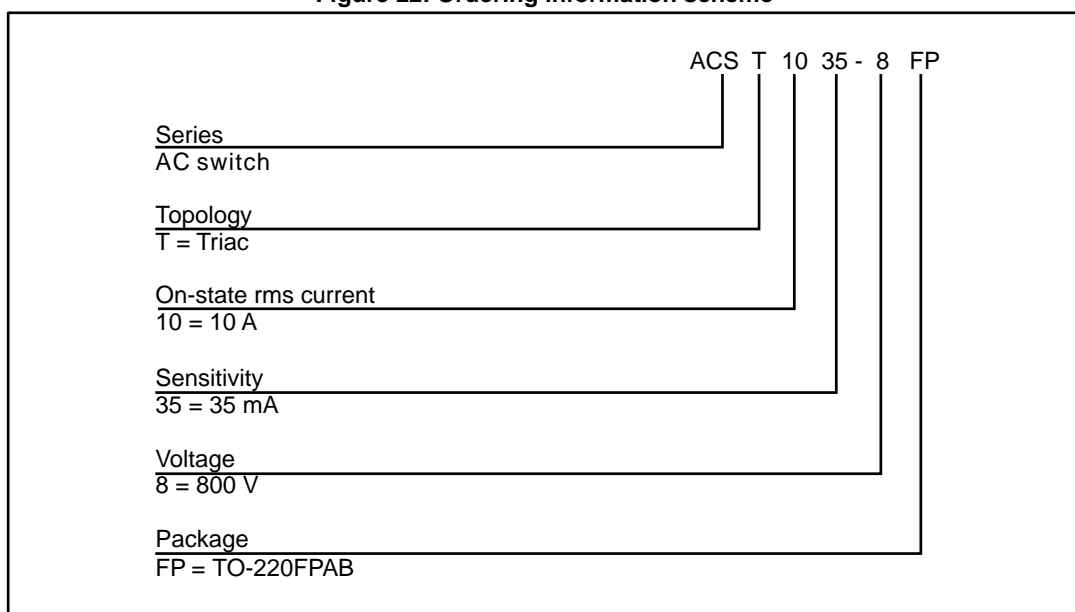 Figure 22. Ordering information scheme
ACS T 10 35 - 8 FP
Series
AC switch
Topology
T = Triac
On-state rms current
10 = 10 A
Sensitivity
35 = 35 mA
Voltage
8 = 800 V
Package
FP = TO-220FPAB